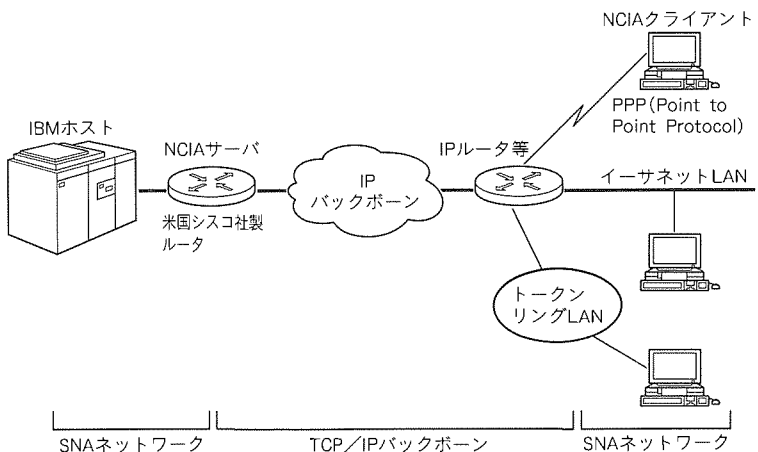 NCIAクライアント
PPP(Point to
Point Protocol)
IBMホスト
NCIAサーバ
米国シスコ社製
ルータ
IP
バックボーン
IPルータ等
イーサネットLAN
トークン
リングLAN
SNAネットワーク
TCP/IPバックボーン
SNAネットワーク